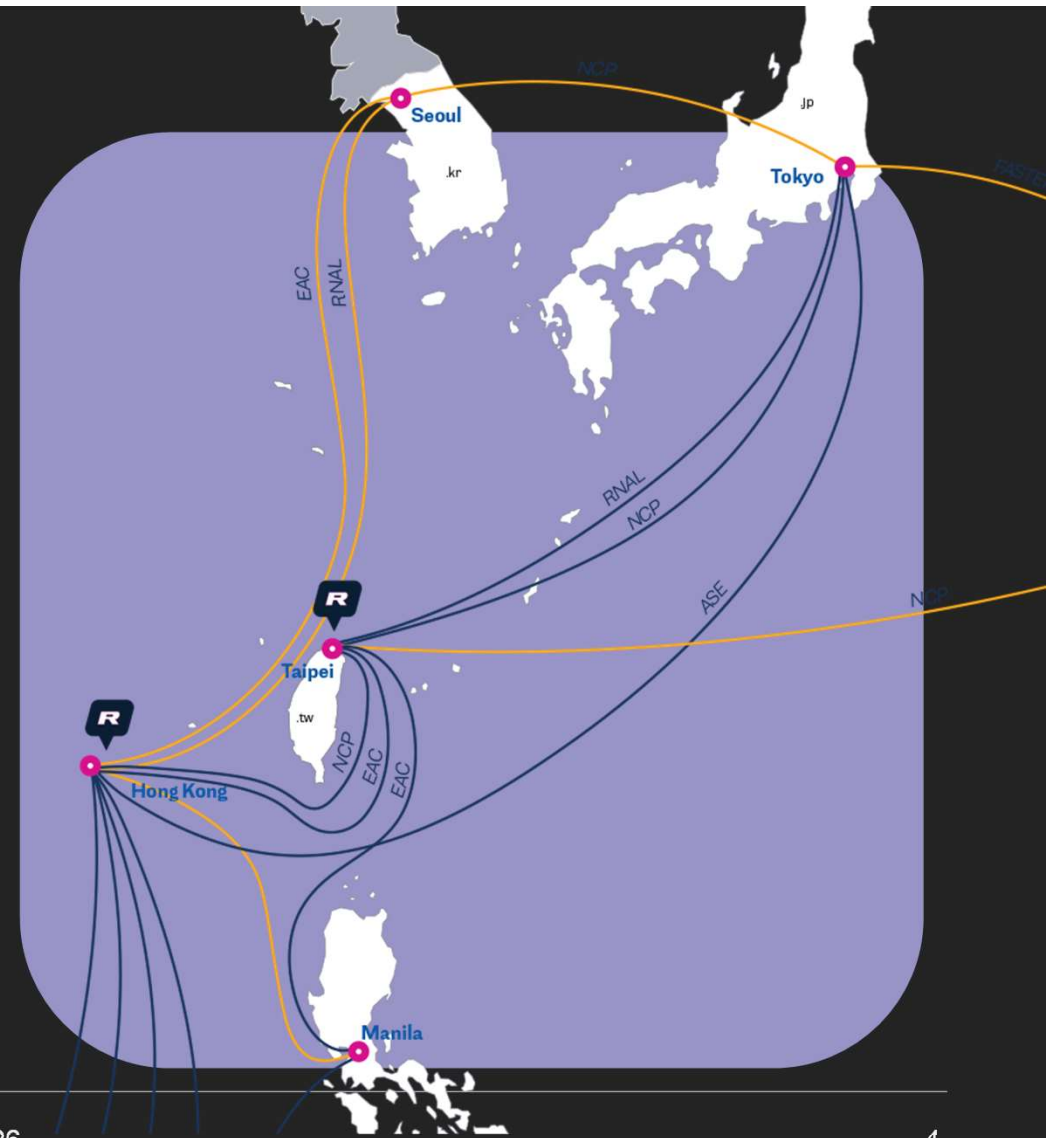 NCP
Seoul
.jp
.kr
Tokyo
EAC
RNAL
RNAL
NCP
ASE
NCP
R
Taipei
.tw
R
NCP
EAC
EAC
Hong Kong
Manila